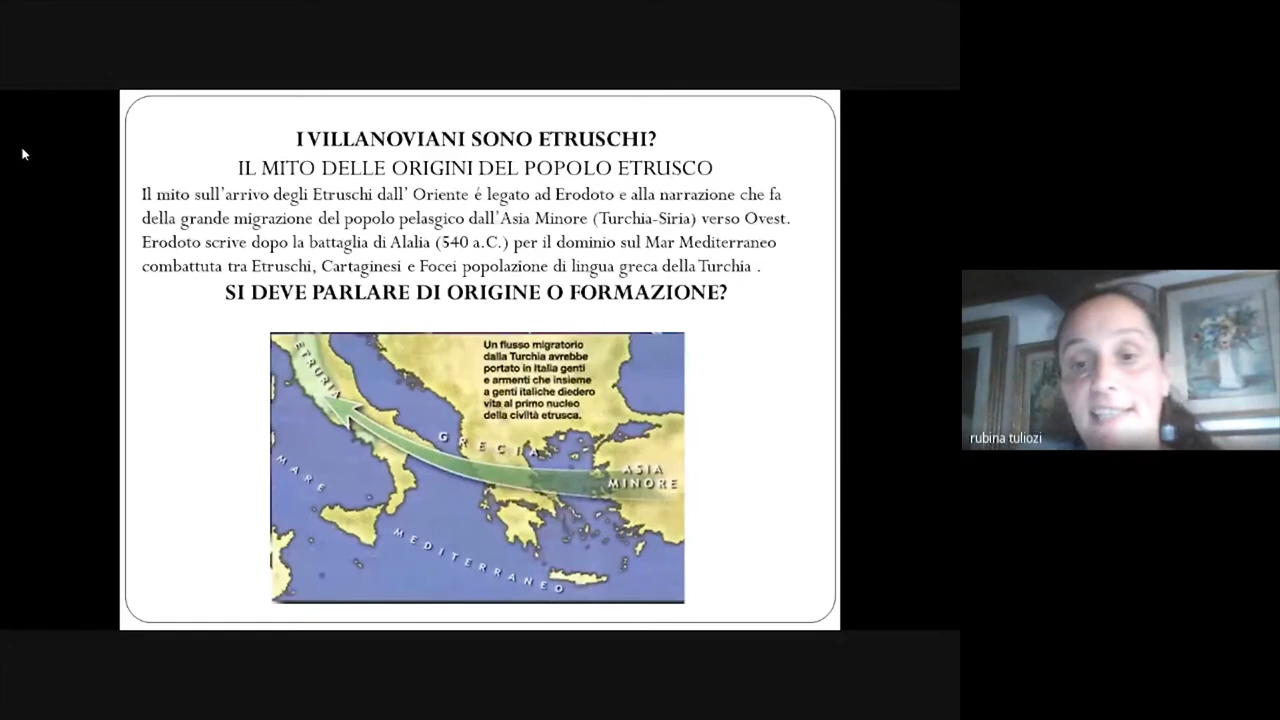 I VILLANOVIANI SONO ETRUSCHI?
IL MITO DELLE ORIGINI DEL POPOLO ETRUSCO
Il mito sull'arrivo degli Etruschi dall' Oriente é legato ad Erodoto e alla narrazione che fa
della grande migrazione del popolo pelasgico dall'Asia Minore (Turchia-Siria) verso Ovest.
Erodoto scrive dopo la battaglia di Alalia (540 a.C.) per il dominio sul Mar Mediterraneo
combattuta tra Etruschi, Cartaginesi e Focei popolazione di lingua greca della Turchia .
SI DEVE PARLARE DI ORIGINE O FORMAZIONE?
Un flusso migratorio
dalla Turchia avrebbe
portato in Italia genti
e armenti che insieme
a genti italiche diedero
vita al primo nucleo
della civiltà etrusca.
ETRURIA
GRECIA
ASIA
MINORE
MARE
MEDITERRANEO
rubina tuliozi